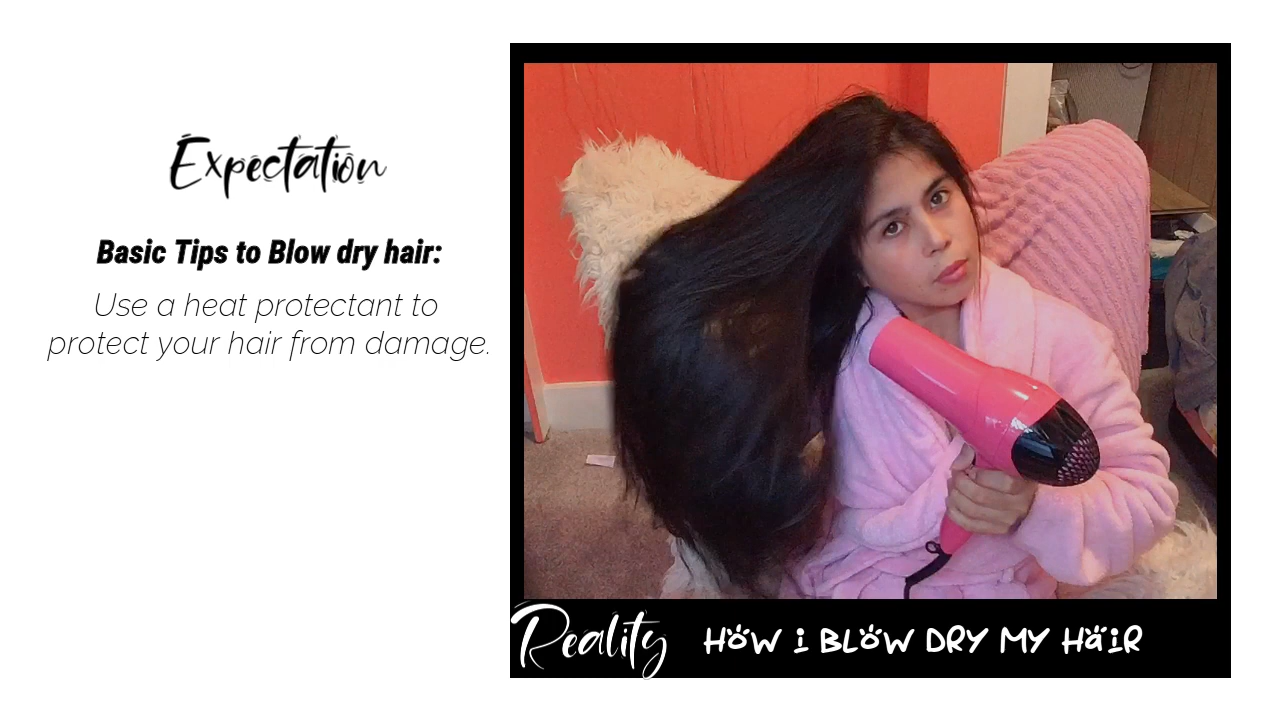 Expectation
Basic Tips to Blow dry hair:
Use a heat protectant to
protect your hair from damage.
Reality HOW i BLOW DRY MY HAIR